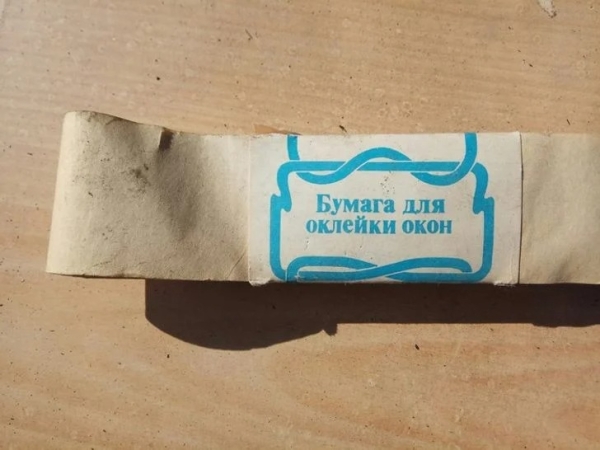 Бумага для
оклейки окон